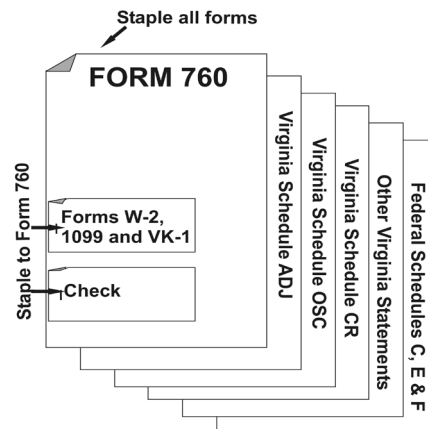 Staple all forms
FORM 760
Staple to Form 760
Forms W-2,
1099 and VK-1
Check
Virginia Schedule ADJ
Virginia Schedule OSC
Virginia Schedule CR
Other Virginia Statements
Federal Schedules C, E & F